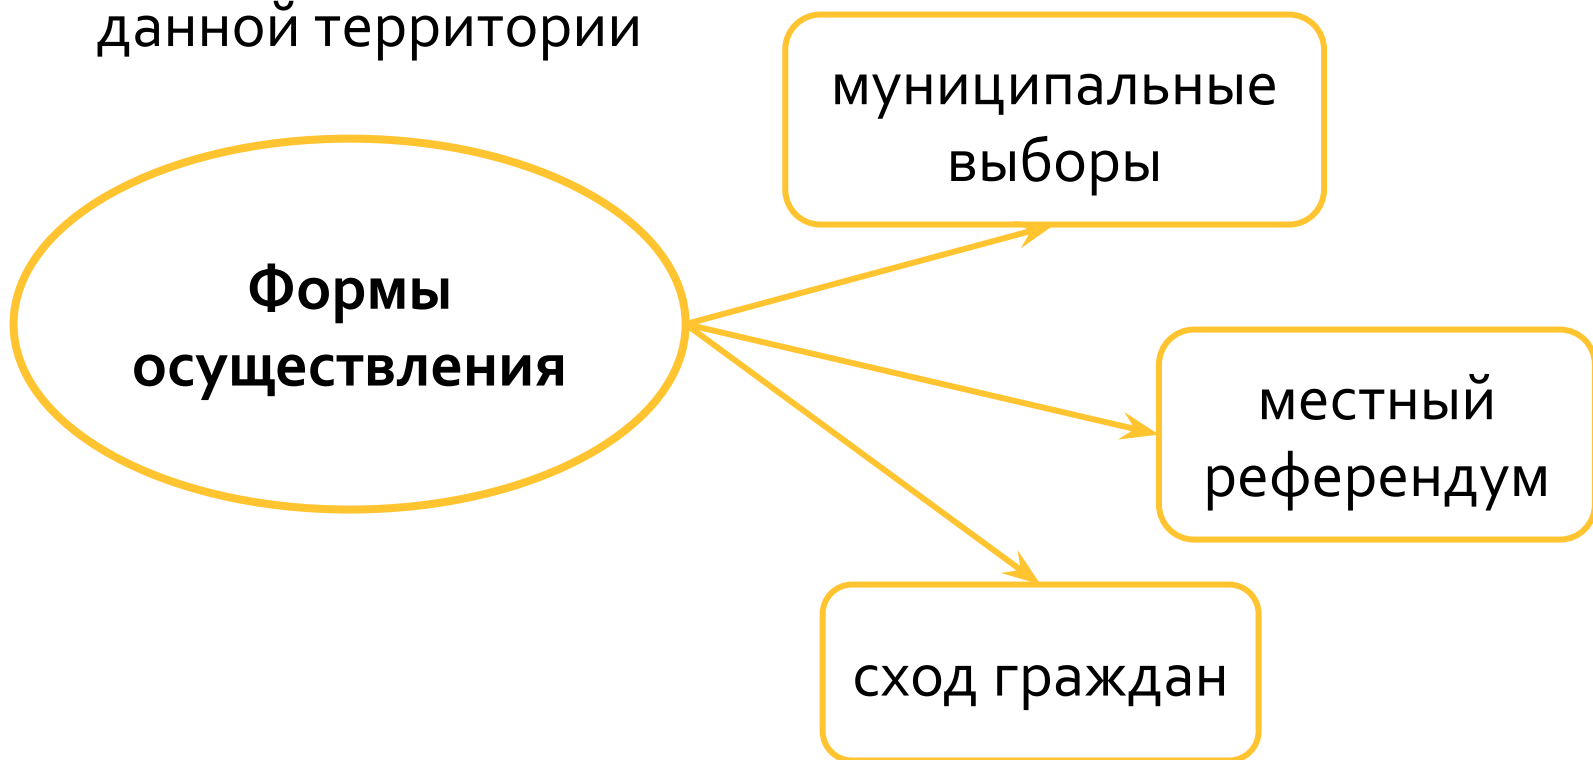 данной территории
муниципальные
выборы
Формы
осуществления
местный
референдум
сход граждан